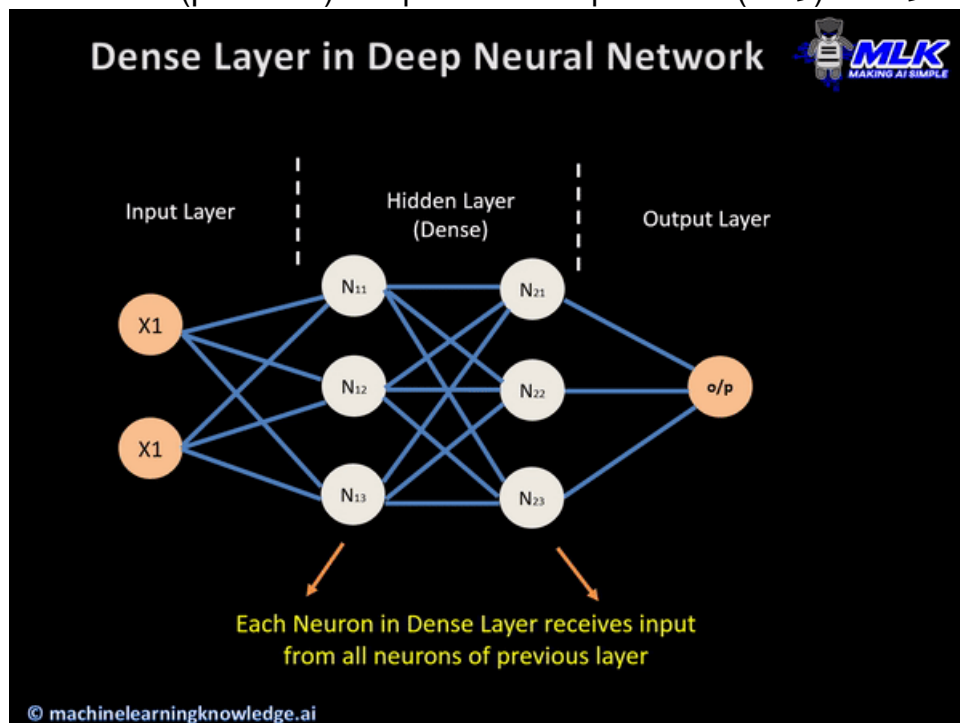 Dense Layer in Deep Neural Network
MLK
MAKING AI SIMPLE
Input Layer
Hidden Layer
(Dense)
Output Layer
X1
X1
N11
N12
N13
N21
N22
N23
o/p
Each Neuron in Dense Layer receives input
from all neurons of previous layer
© machinelearningknowledge.ai